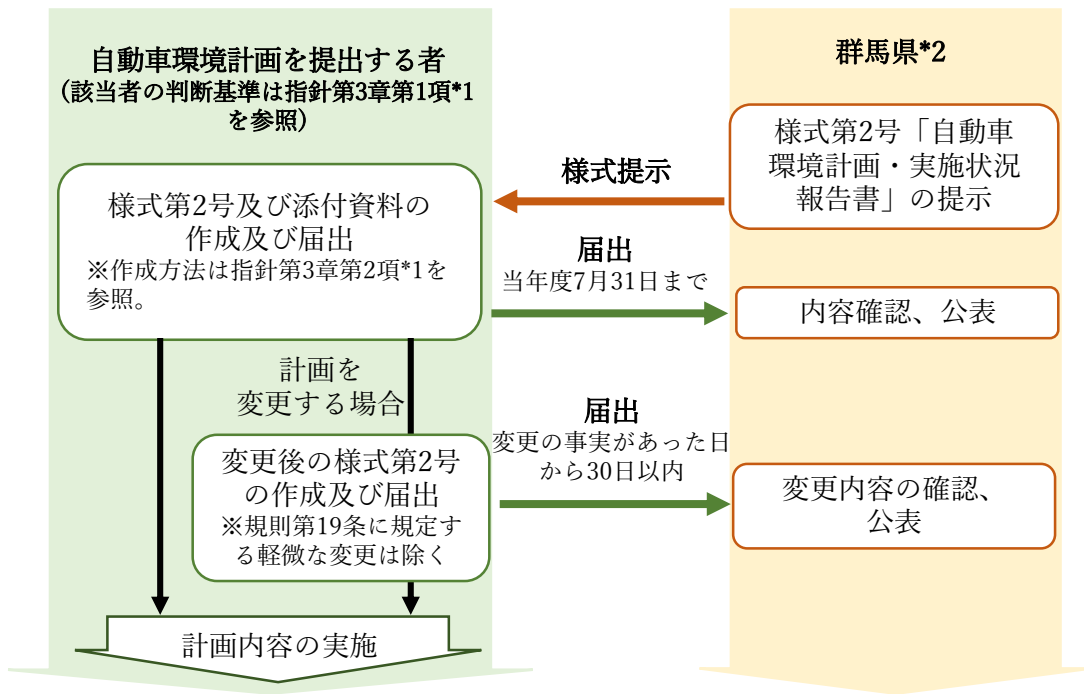 自動車環境計画を提出する者
（該当者の判断基準は指針第3章第1項*1
を参照）
群馬県*2
様式第2号「自動車
環境計画・実施状況
報告書」の提示
様式提示
様式第2号及び添付資料の
作成及び届出
※作成方法は指針第3章第2項*1を
参照。
届出
当年度7月31日まで
内容確認、公表
計画を
変更する場合
届出
変更の事実があった日
から30日以内
変更後の様式第2号
の作成及び届出
※規則第19条に規定す
る軽微な変更は除く
変更内容の確認、
公表
計画内容の実施